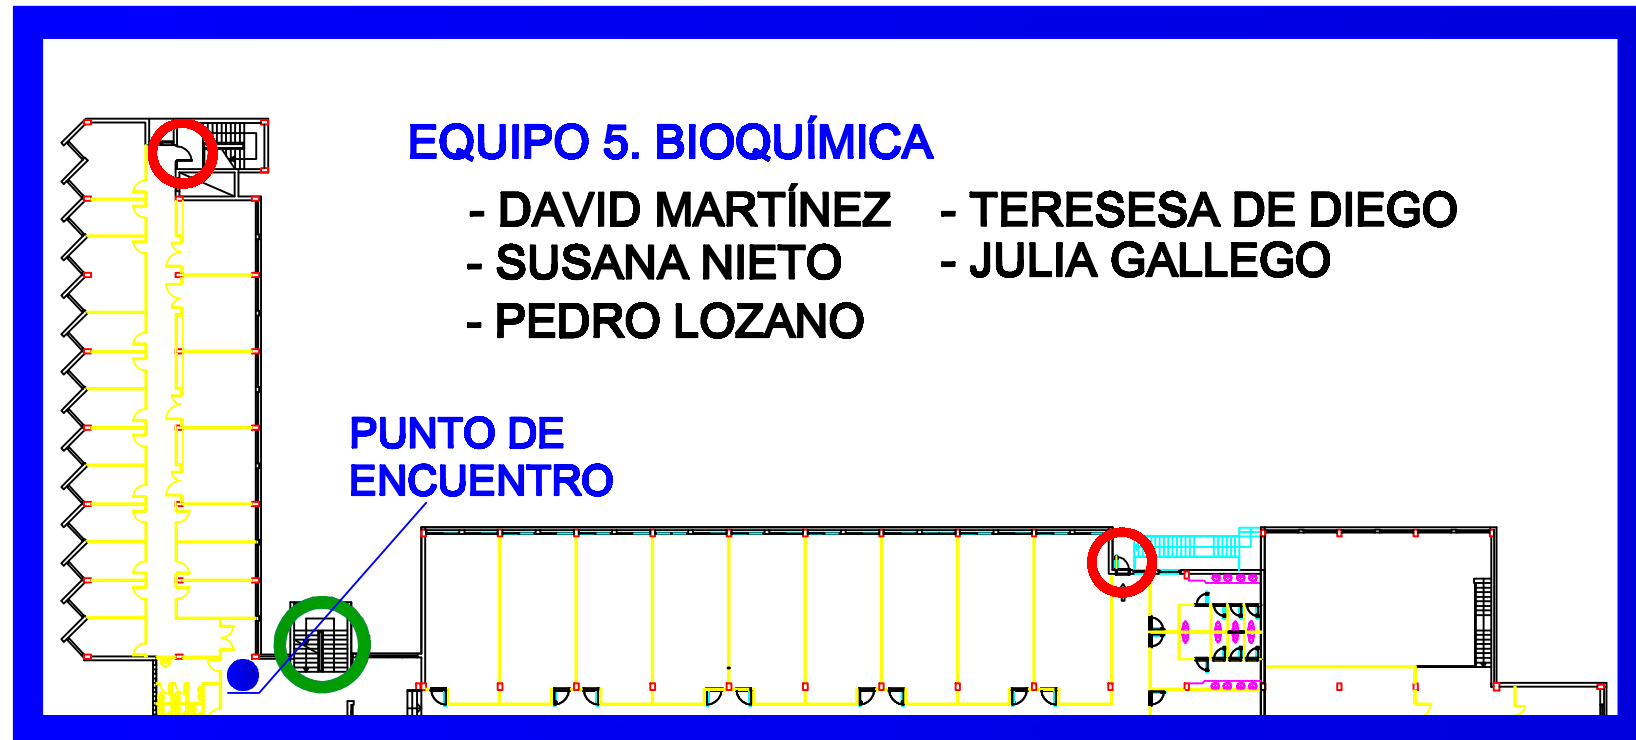 EQUIPO 5. BIOQUÍMICA
- DAVID MARTÍNEZ
- SUSANA NIETO
- PEDRO LOZANO
- TERESESA DE DIEGO
- JULIA GALLEGO
PUNTO DE
ENCUENTRO